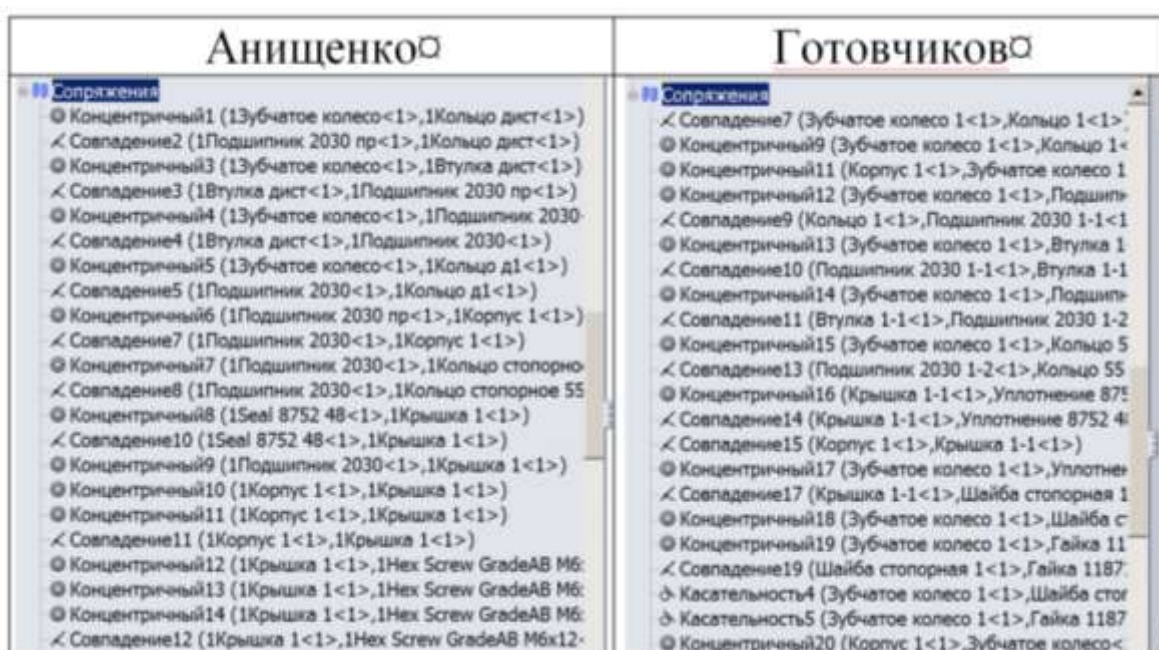 Анищенко¤
Готовчиков¤
Сопряжения
Концентричный1 (1Зубчатое колесо<1>,1Кольцо дист<1>)
Совпадение2 (1Подшипник 2030 пр<1>,1Кольцо дист<1>)
Концентричный3 (1Зубчатое колесо<1>,1Втулка дист<1>)
Совпадение3 (1Втулка дист<1>,1Подшипник 2030 пр<1>)
Концентричный4 (1Зубчатое колесо<1>,1Подшипник 2030-
Совпадение4 (1Втулка дист<1>,1Подшипник 2030<1>)
Концентричный5 (1Зубчатое колесо<1>,1Кольцо д1<1>)
Совпадение5 (1Подшипник 2030<1>,1Кольцо д1<1>)
Концентричный6 (1Подшипник 2030 пр<1>,1Корпус 1<1>)
Совпадение7 (1Подшипник 2030<1>,1Корпус 1<1>)
Концентричный7 (1Подшипник 2030<1>,1Кольцо стопорно
Совпадение8 (1Подшипник 2030<1>,1Кольцо стопорное 55
Концентричный8 (1Seal 8752 48<1>,1Крышка 1<1>)
Совпадение10 (1Seal 8752 48<1>,1Крышка 1<1>)
Концентричный9 (1Подшипник 2030<1>,1Крышка 1<1>)
Концентричный10 (1Корпус 1<1>,1Крышка 1<1>)
Концентричный11 (1Корпус 1<1>,1Крышка 1<1>)
Совпадение11 (1Корпус 1<1>,1Крышка 1<1>)
Концентричный12 (1Крышка 1<1>,1Hex Screw GradeAB M6
Концентричный13 (1Крышка 1<1>,1Hex Screw GradeAB M6
Концентричный14 (1Крышка 1<1>,1Hex Screw GradeAB M6
Совпадение12 (1Крышка 1<1>,1Hex Screw GradeAB M6x12
Сопряжения
Совпадение7 (Зубчатое колесо 1<1>,Кольцо 1<1>
Концентричный9 (Зубчатое колесо 1<1>,Кольцо 1<
Концентричный11 (Корпус 1<1>,Зубчатое колесо 1
Концентричный12 (Зубчатое колесо 1<1>,Подшип
Совпадение9 (Кольцо 1<1>,Подшипник 2030 1-1<1
Концентричный13 (Зубчатое колесо 1<1>,Втулка 1
Совпадение10 (Подшипник 2030 1-1<1>,Втулка 1-1
Концентричный14 (Зубчатое колесо 1<1>,Подшип
Совпадение11 (Втулка 1-1<1>,Подшипник 2030 1-2
Концентричный15 (Зубчатое колесо 1<1>,Кольцо 5
Совпадение13 (Подшипник 2030 1-2<1>,Кольцо 55
Концентричный16 (Крышка 1-1<1>,Уплотнение 875
Совпадение14 (Крышка 1-1<1>,Уплотнение 8752 4
Совпадение15 (Корпус 1<1>,Крышка 1-1<1>)
Концентричный17 (Зубчатое колесо 1<1>,Уплотне
Совпадение17 (Крышка 1-1<1>,Шайба стопорная 1
Концентричный18 (Зубчатое колесо 1<1>,Шайба с
Концентричный19 (Зубчатое колесо 1<1>,Гайка 11
Совпадение19 (Шайба стопорная 1<1>,Гайка 1187
Касательность4 (Зубчатое колесо 1<1>,Шайба сто
Касательность5 (Зубчатое колесо 1<1>,Гайка 1187
Концентричный20 (Корпус 1<1>,Зубчатое колесо<